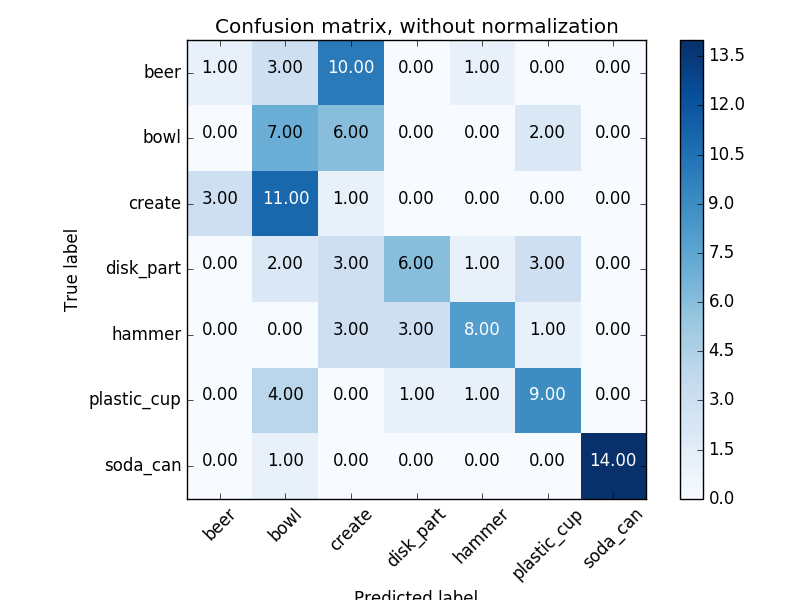 Confusion matrix, without normalization
beer 1.00 3.00 10.00 0.00 1.00 0.00 0.00
bowl 0.00 7.00 6.00 0.00 0.00 2.00 0.00
create 3.00 11.00 1.00 0.00 0.00 0.00 0.00
disk_part 0.00 2.00 3.00 6.00 1.00 3.00 0.00
hammer 0.00 0.00 3.00 3.00 8.00 1.00 0.00
plastic_cup 0.00 4.00 0.00 1.00 1.00 9.00 0.00
soda_can 0.00 1.00 0.00 0.00 0.00 0.00 14.00
beer bowl create disk_part hammer plastic_cup soda_can
True label
Predicted label
13.5
12.0
10.5
9.0
7.5
6.0
4.5
3.0
1.5
0.0